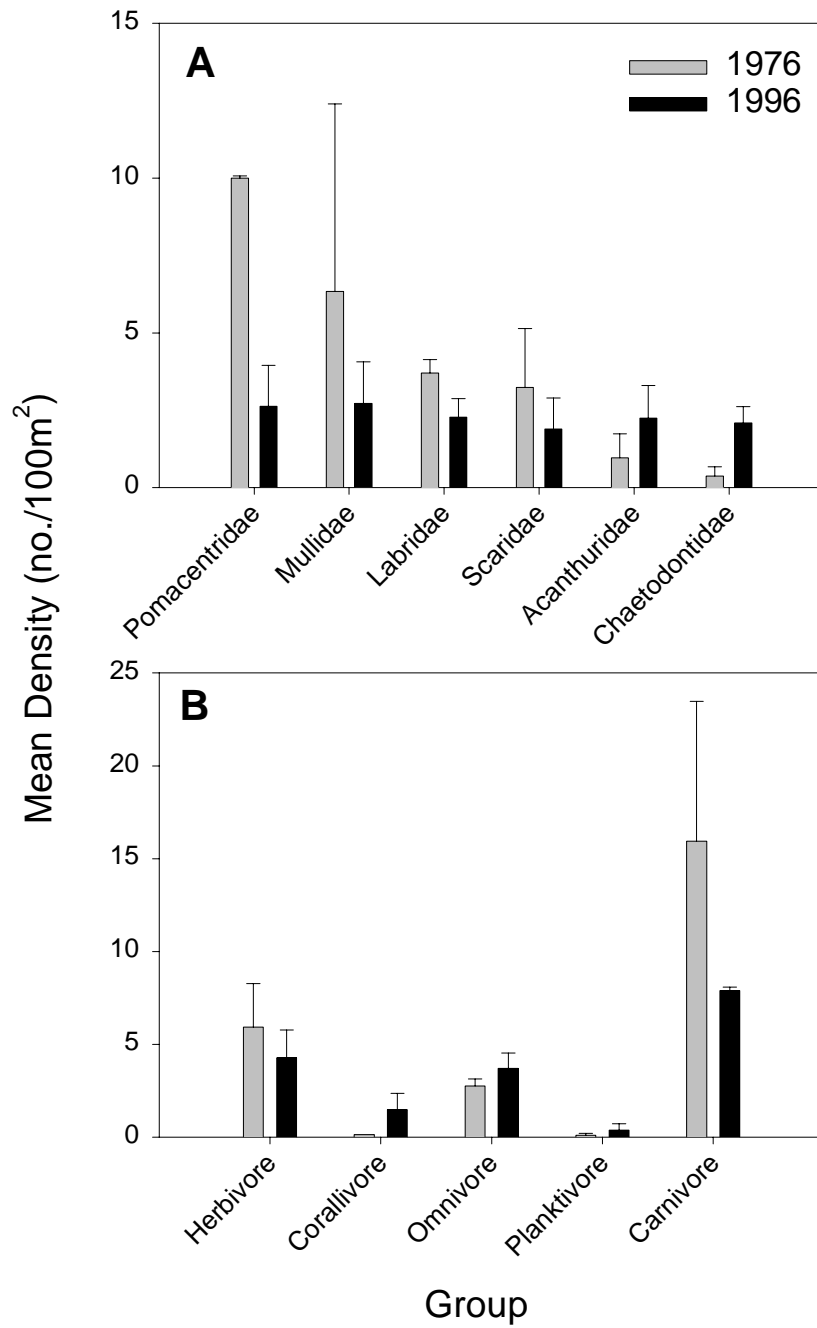 Mean Density (no./100m²)
A
1976
1996
15
10
5
0
Pomacentridae
Mullidae
Labridae
Scaridae
Acanthuridae
Chaetodontidae
B
25
20
15
10
5
0
Herbivore
Corallivore
Omnivore
Planktivore
Carnivore
Group